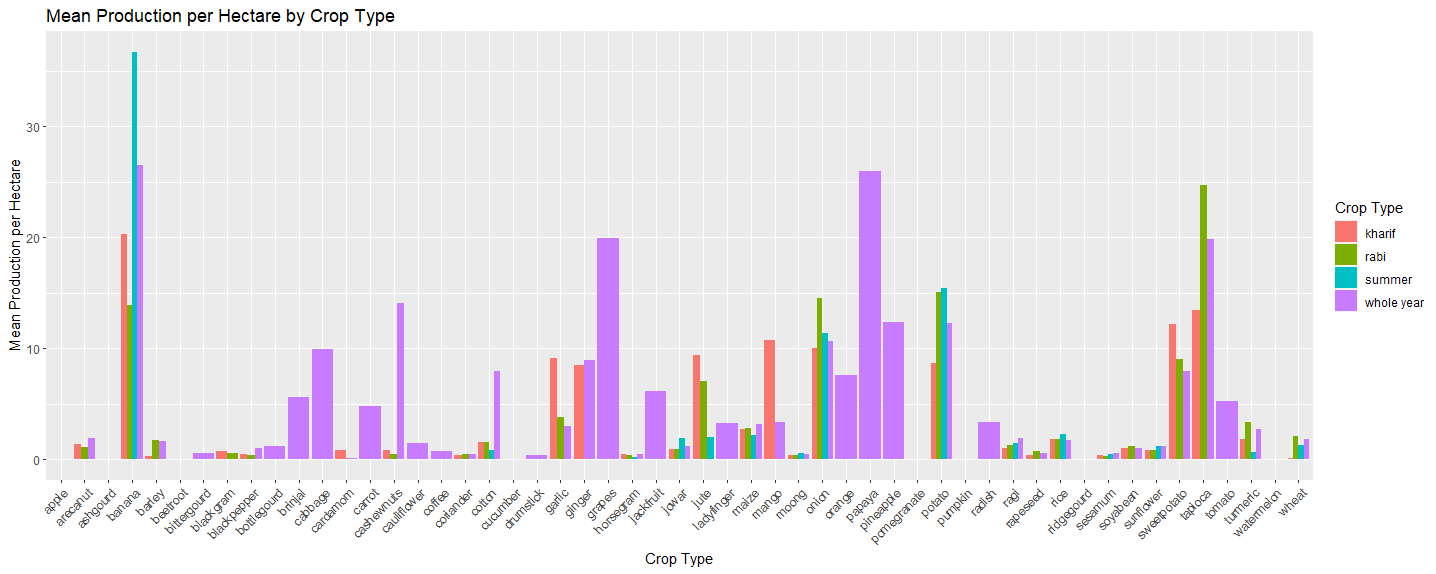 Mean Production per Hectare by Crop Type
Mean Production per Hectare
30
20
10
0
apple
arecanut
ashgourd
banana
barley
beetroot
bittergourd
blackgram
blackpepper
bottlegourd
brinjal
cabbage
cardamom
carrot
cashewnuts
cauliflower
coffee
coriander
cotton
cucumber
drumstick
garlic
ginger
grapes
horsegram
jackfruit
jowar
jute
ladyfinger
maize
mango
moong
onion
orange
papaya
pineapple
pomegranate
potato
pumpkin
radish
ragi
rapeseed
rice
ridgegourd
sesamum
soyabean
sunflower
sweetpotato
tapioca
tomato
turmeric
watermelon
wheat
Crop Type
Crop Type
kharif
rabi
summer
whole year